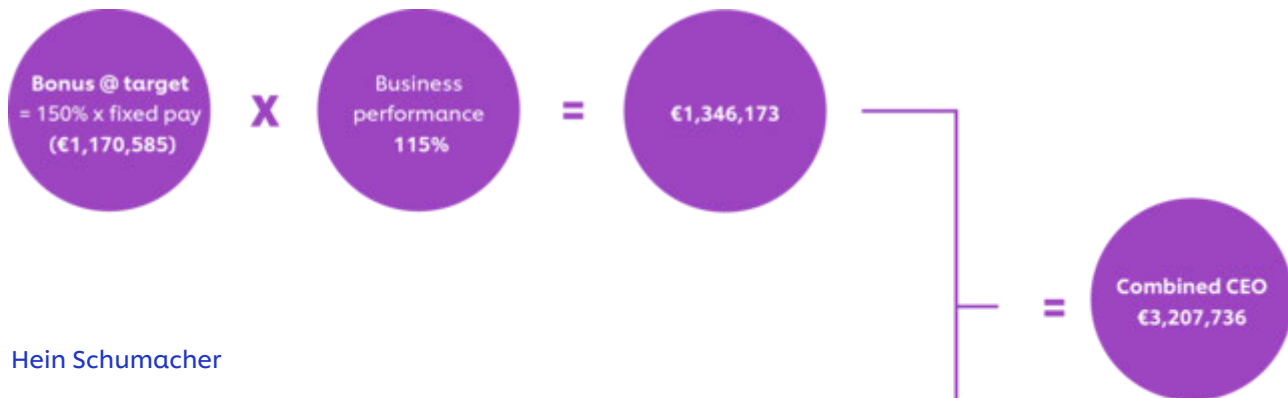 Bonus @ target
= 150% x fixed pay
(€1,170,585)
X
Business
performance
115%
=
€1,346,173
=
Combined CEO
€3,207,736
Hein Schumacher